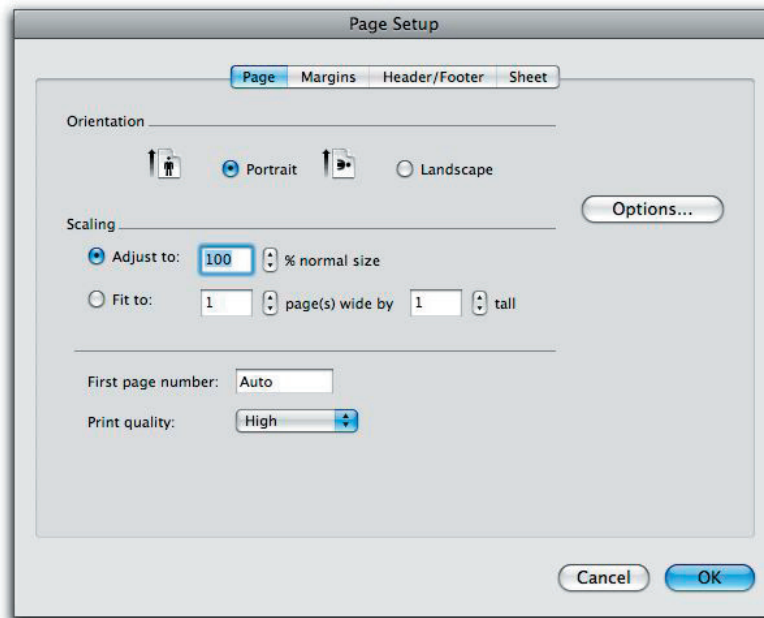 Page Setup
Page Margins Header/Footer Sheet
Orientation
Portrait Landscape
Options...
Scaling
Adjust to: 100 % normal size
Fit to: 1 page(s) wide by 1 tall
First page number: Auto
Print quality: High
Cancel OK